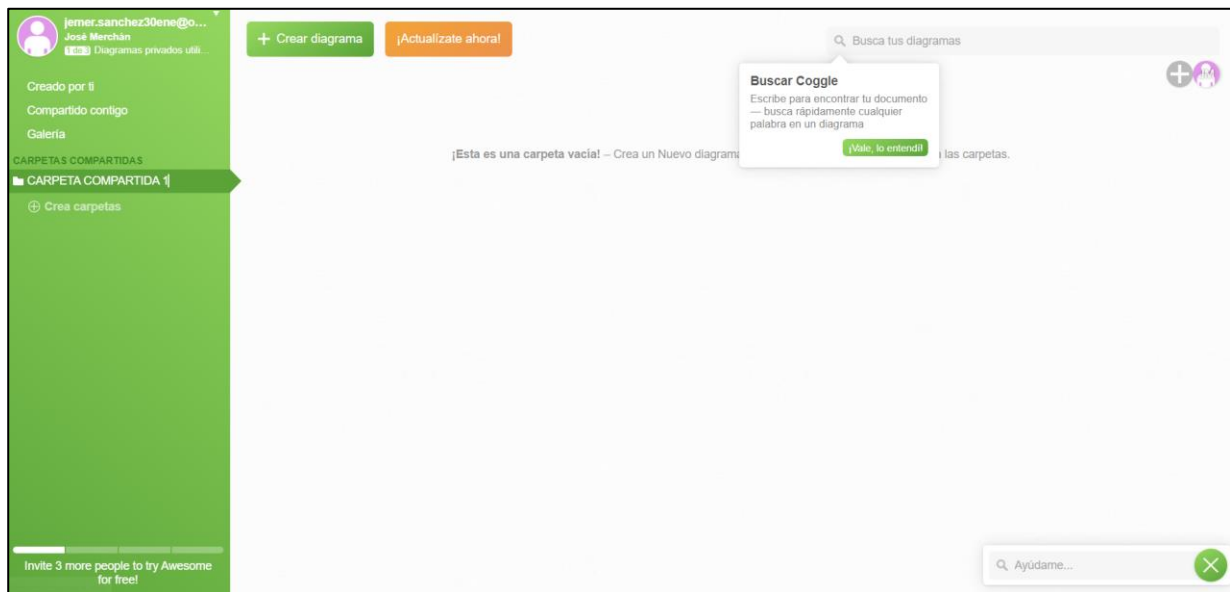 jemer.sanchez30ene@o...
José Merchán
1 de 3 Diagramas privados utili...
Creado por ti
Compartido contigo
Galería
CARPETAS COMPARTIDAS
CARPETA COMPARTIDA 1
Crea carpetas
Invite 3 more people to try Awesome
for free!
Crear diagrama
¡Actualízate ahora!
Busca tus diagramas
Buscar Coggle
Escribe para encontrar tu documento
— busca rápidamente cualquier
palabra en un diagrama
¡Vale, lo entendí!
¡Esta es una carpeta vacía! – Crea un Nuevo diagrama
las carpetas.
Ayúdame...